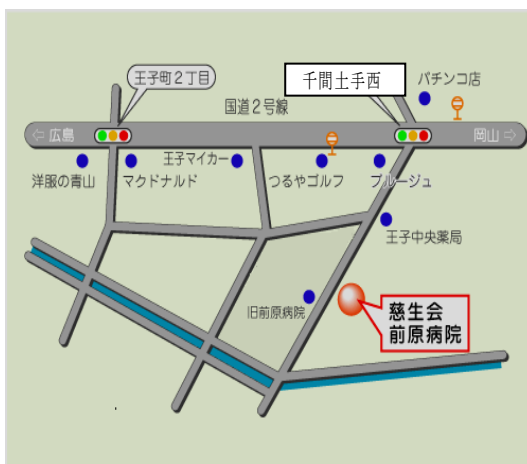 王子町2丁目
千間土手西
パチンコ店
国道2号線
⇦ 広島
岡山 ⇨
洋服の青山
マクドナルド
王子マイカー
つるやゴルフ
ブルージュ
王子中央薬局
旧前原病院
慈生会
前原病院